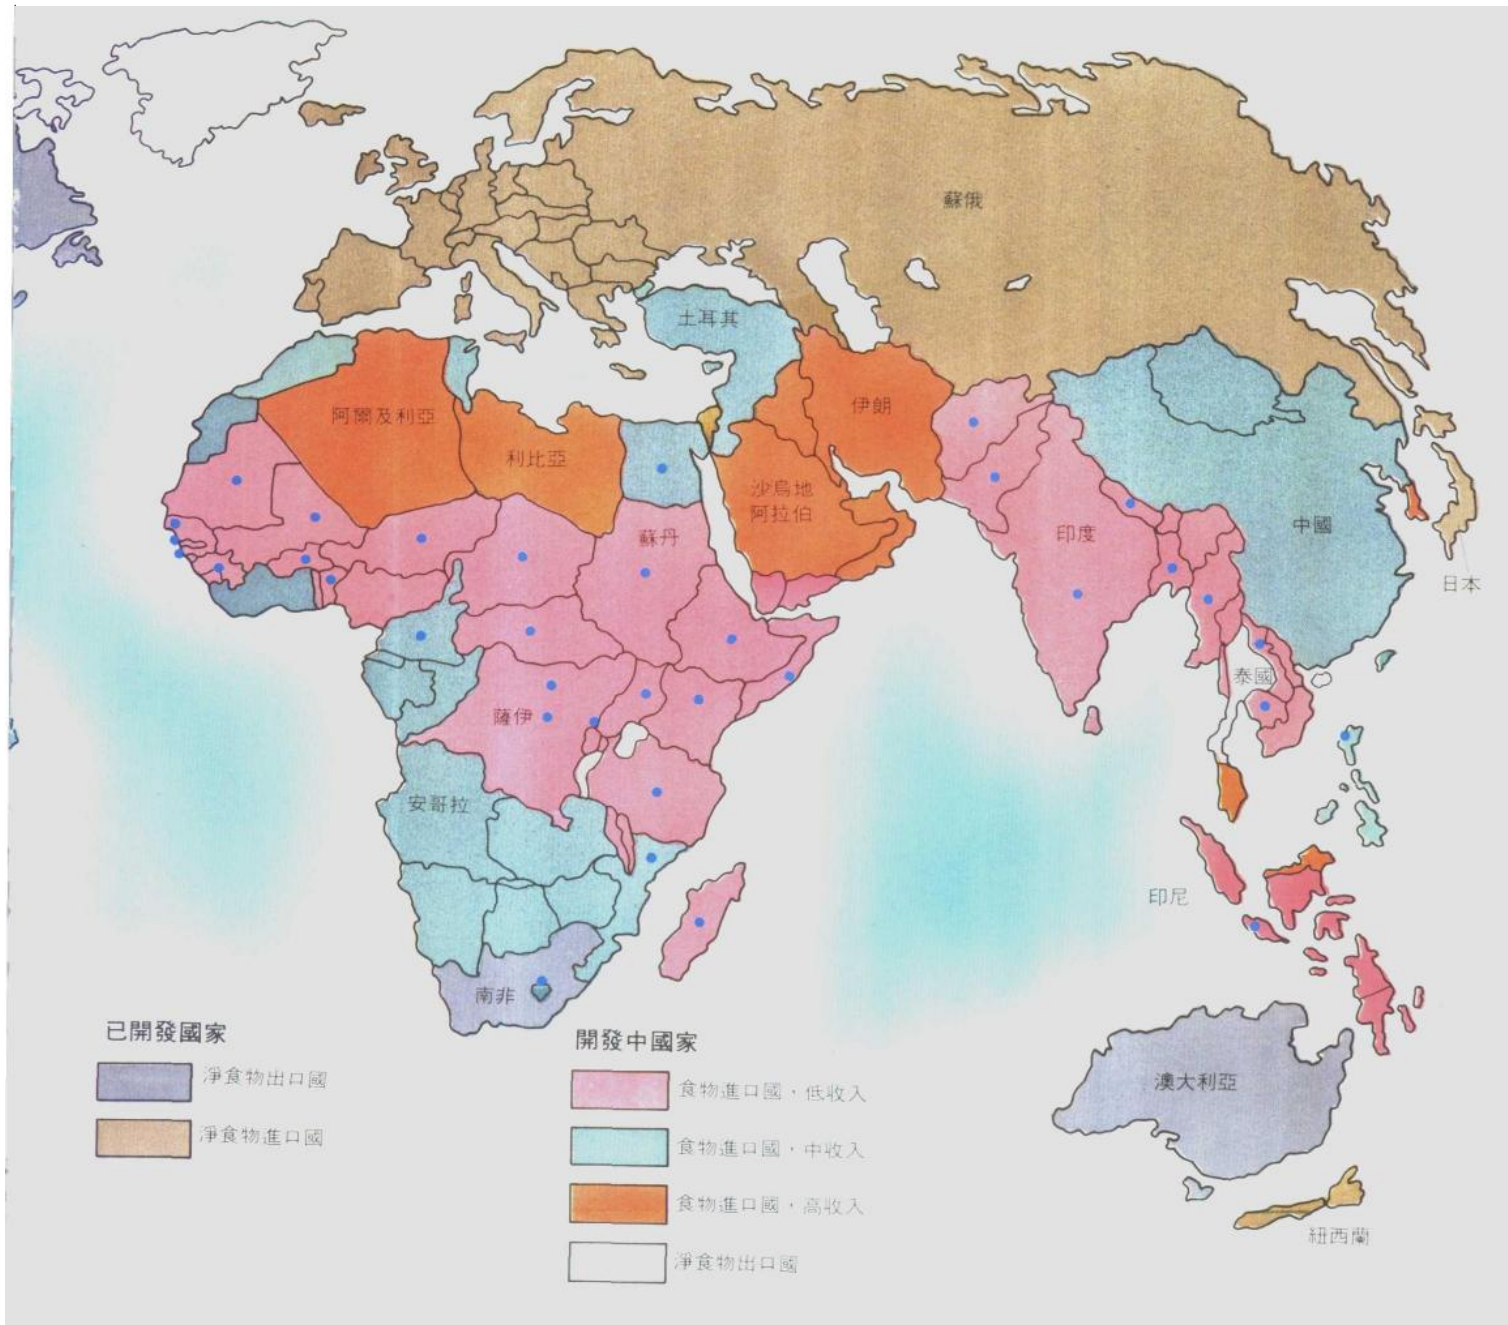 蘇俄
土耳其
阿爾及利亞
利比亞
伊朗
沙烏地
阿拉伯
蘇丹
印度
中國
日本
泰國
薩伊
安哥拉
印尼
南非
澳大利亞
紐西蘭
已開發國家
淨食物出口國
淨食物進口國
開發中國家
食物進口國，低收入
食物進口國，中收入
食物進口國，高收入
淨食物出口國